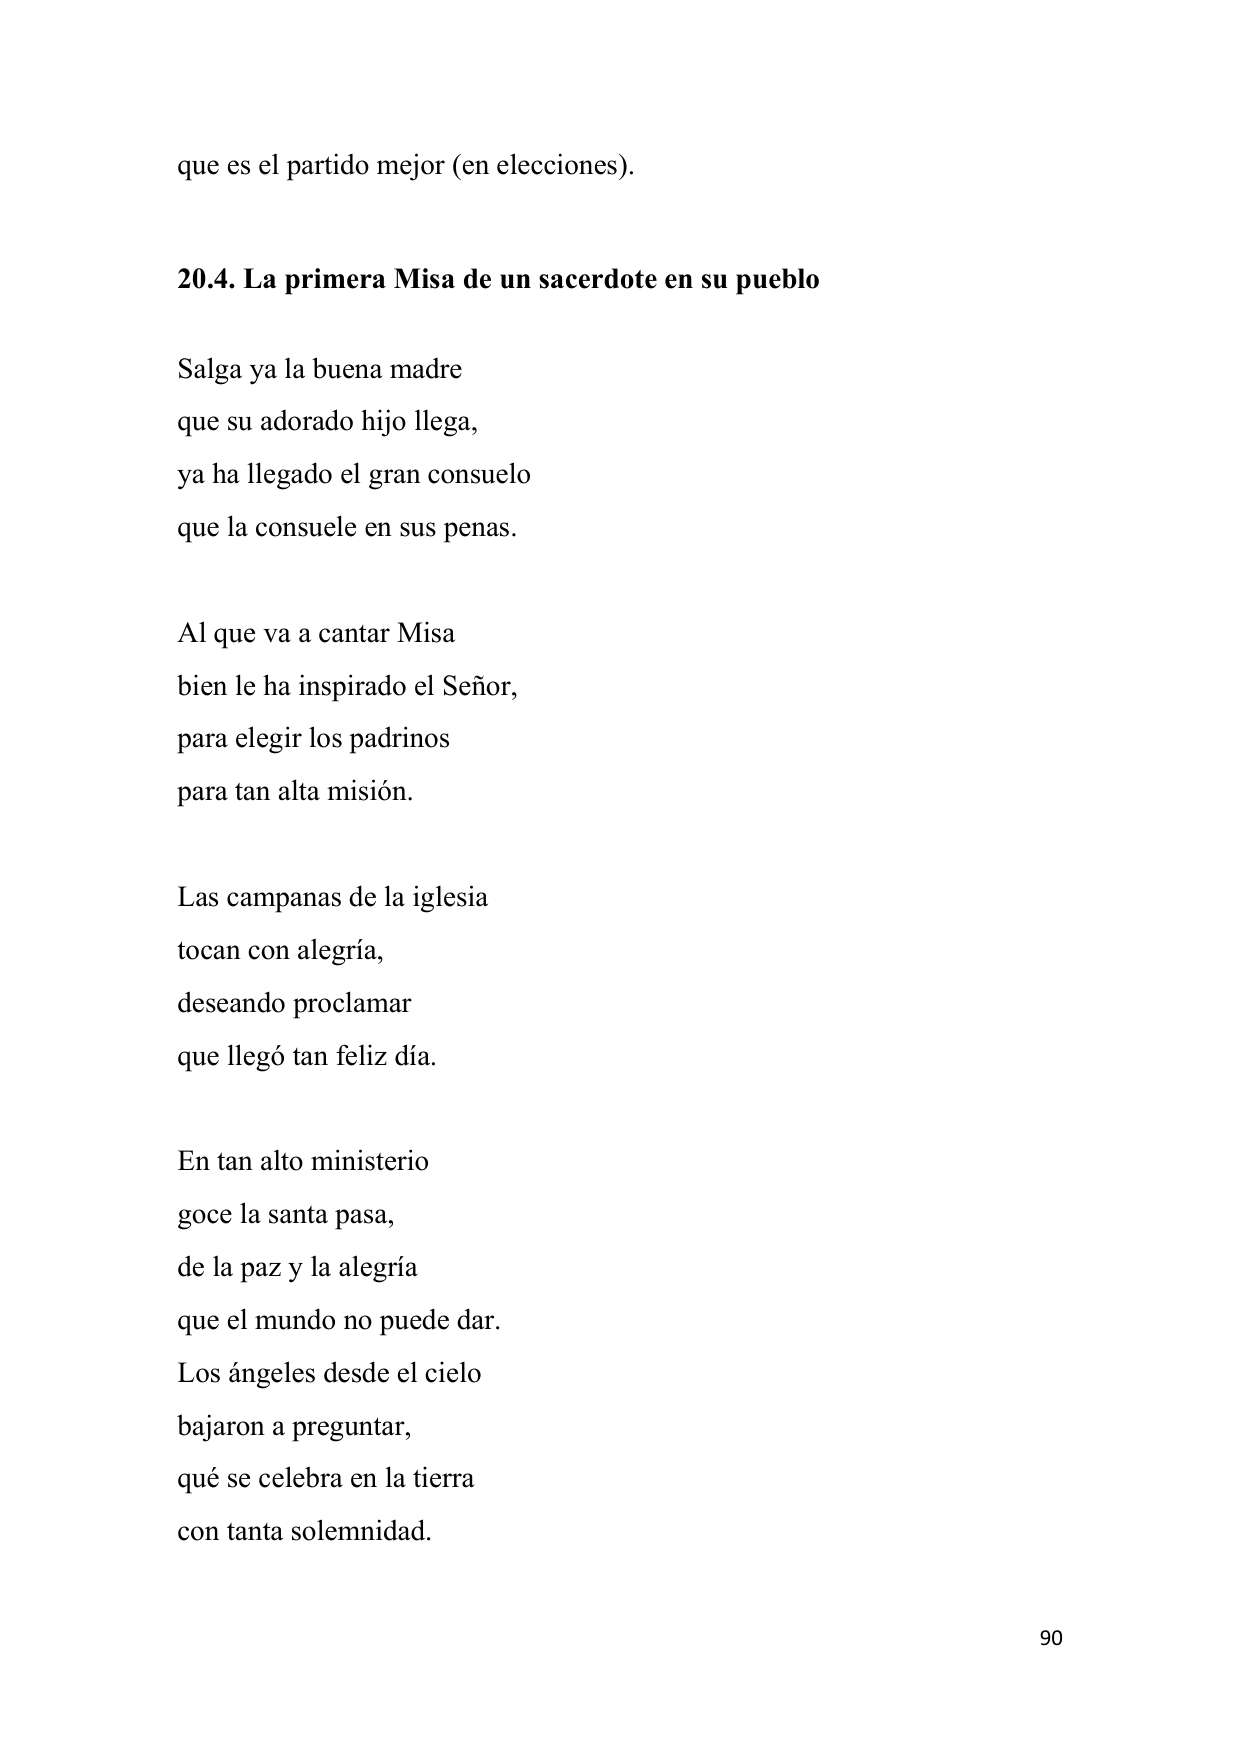 que es el partido mejor (en elecciones).
20.4. La primera Misa de un sacerdote en su pueblo
Salga ya la buena madre
que su adorado hijo llega,
ya ha llegado el gran consuelo
que la consuele en sus penas.
Al que va a cantar Misa
bien le ha inspirado el Señor,
para elegir los padrinos
para tan alta misión.
Las campanas de la iglesia
tocan con alegría,
deseando proclamar
que llegó tan feliz día.
En tan alto ministerio
goce la santa pasa,
de la paz y la alegría
que el mundo no puede dar.
Los ángeles desde el cielo
bajaron a preguntar,
qué se celebra en la tierra
con tanta solemnidad.
90